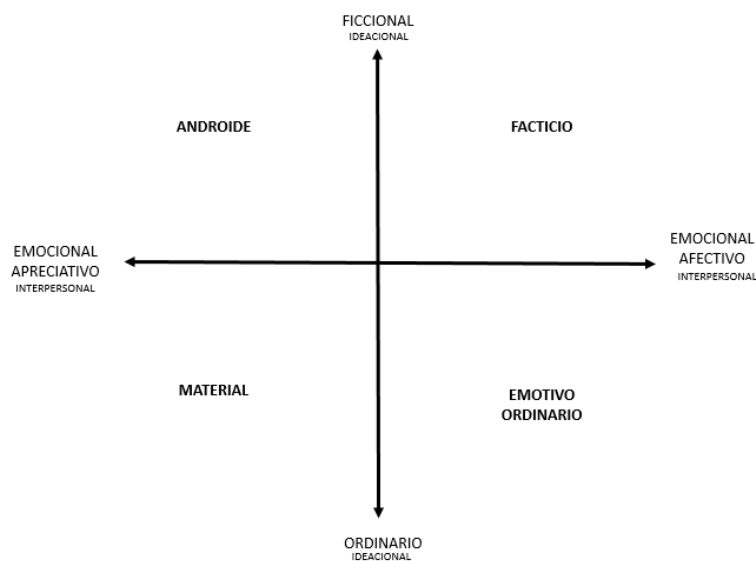 FICCIONAL
IDEACIONAL
ANDROIDE
FACTICIO
EMOCIONAL
APRECIATIVO
INTERPERSONAL
EMOCIONAL
AFECTIVO
INTERPERSONAL
MATERIAL
EMOTIVO
ORDINARIO
ORDINARIO
IDEACIONAL